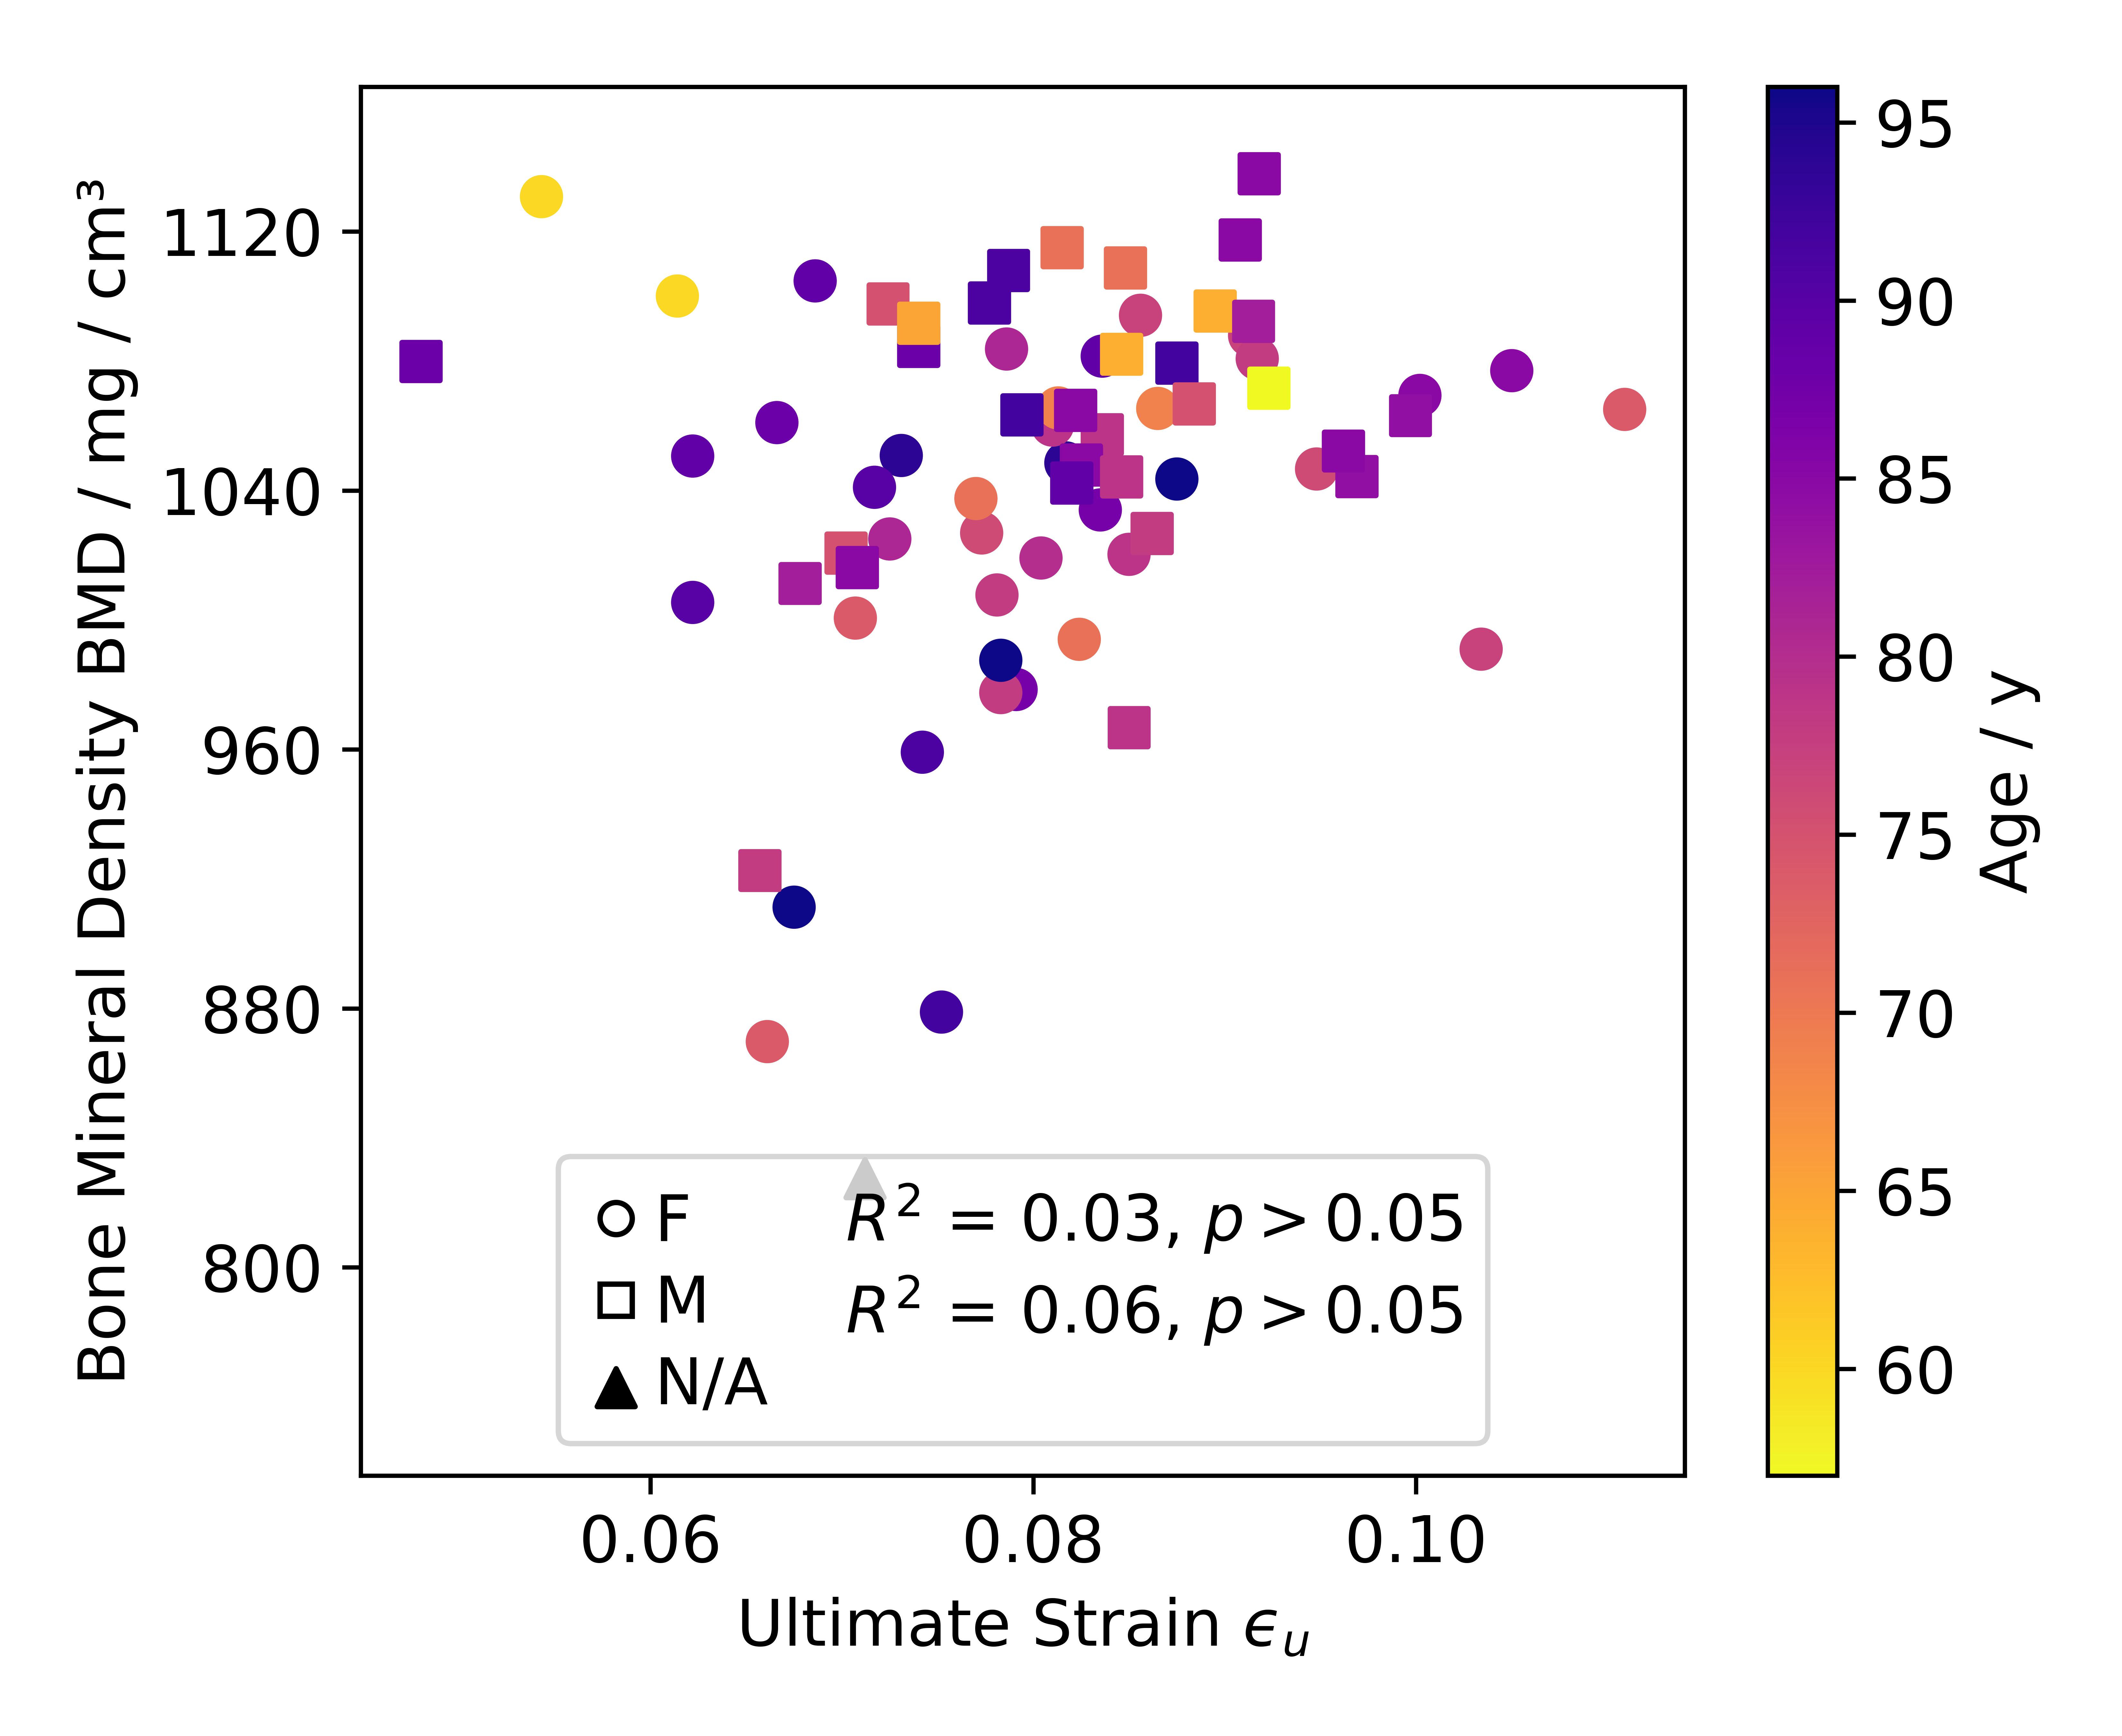 Bone Mineral Density BMD / mg / cm³
1120
1040
960
880
800
0.06
0.08
0.10
Ultimate Strain ϵᵤ
F R² = 0.03, p > 0.05
M R² = 0.06, p > 0.05
N/A
95
90
85
80
75
70
65
60
Age / y